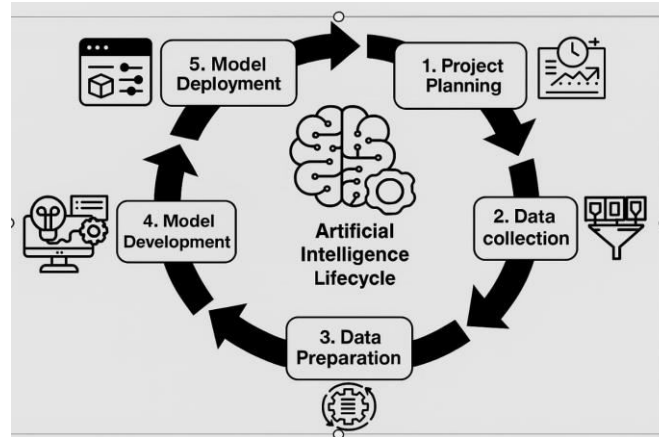 5. Model
Deployment
1. Project
Planning
2. Data
collection
3. Data
Preparation
4. Model
Development
Artificial
Intelligence
Lifecycle